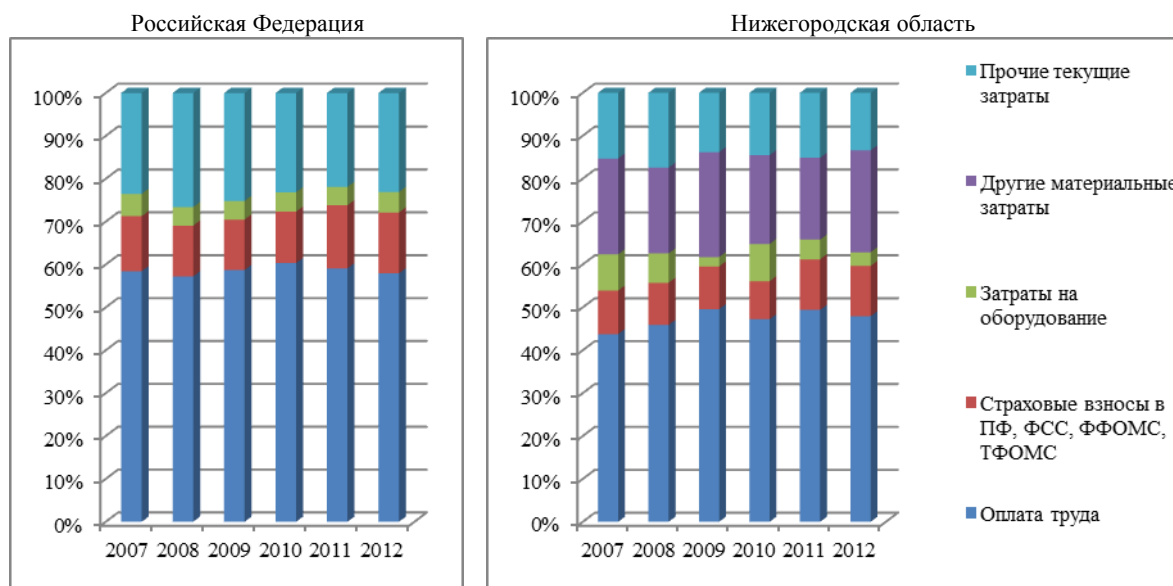 Российская Федерация
100%
90%
80%
70%
60%
50%
40%
30%
20%
10%
0%
2007 2008 2009 2010 2011 2012
Нижегородская область
100%
90%
80%
70%
60%
50%
40%
30%
20%
10%
0%
2007 2008 2009 2010 2011 2012
Прочие текущие
затраты
Другие материальные
затраты
Затраты на
оборудование
Страховые взносы в
ПФ, ФСС, ФФОМС,
ТФОМС
Оплата труда